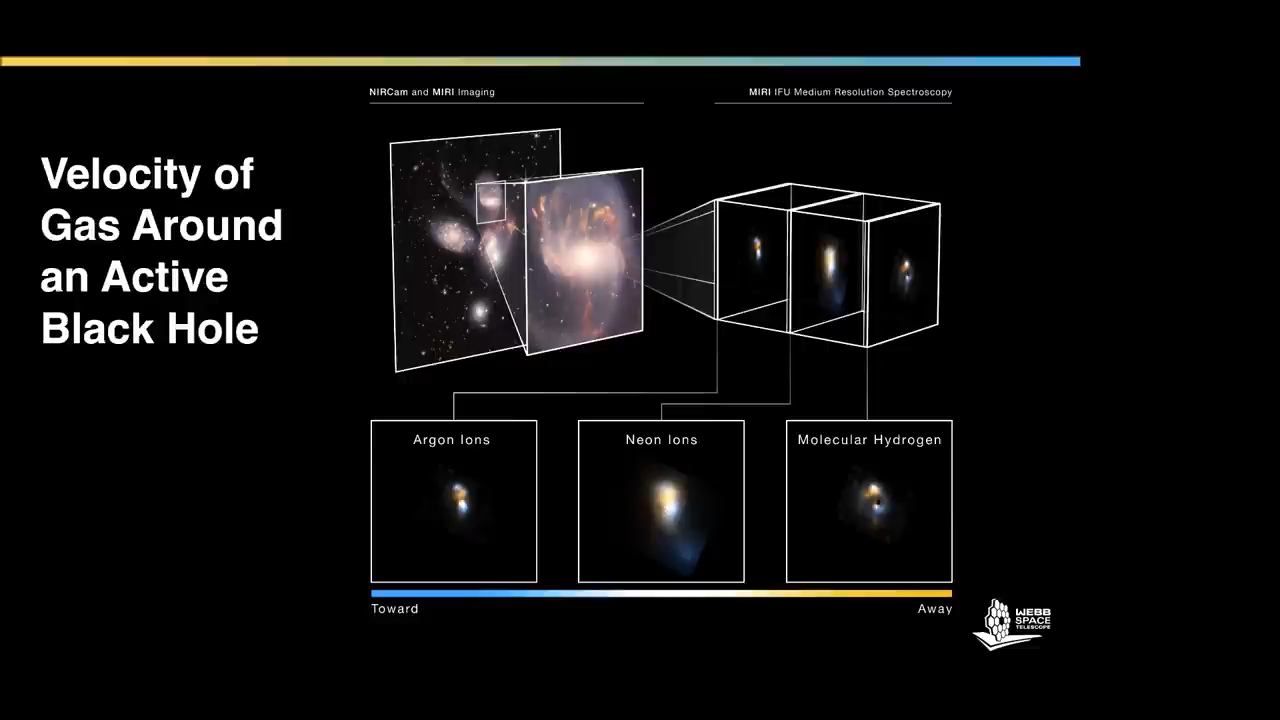 NIRCam and MIRI Imaging
MIRI IFU Medium Resolution Spectroscopy
Velocity of
Gas Around
an Active
Black Hole
Argon Ions
Neon Ions
Molecular Hydrogen
Toward
Away
WEBB
SPACE
TELESCOPE